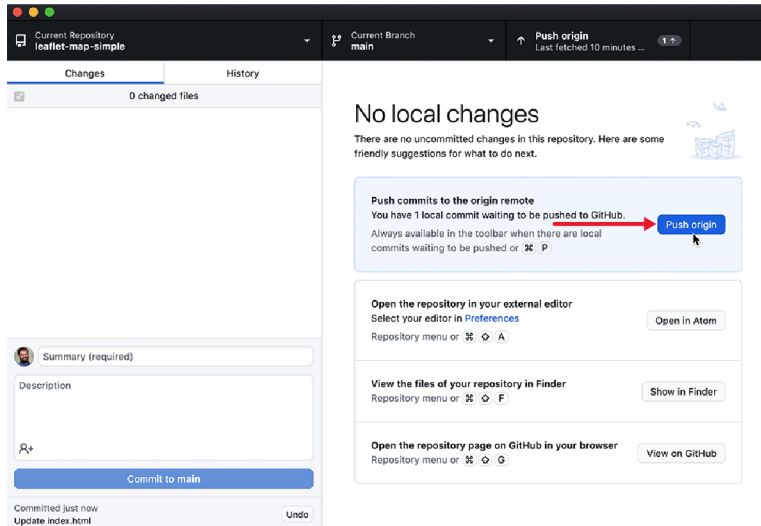 Current Repository
leaflet-map-simple
Current Branch
main
Push origin
Last fetched 10 minutes ...
1
Changes
History
0 changed files
No local changes
There are no uncommitted changes in this repository. Here are some
friendly suggestions for what to do next.
Push commits to the origin remote
You have 1 local commit waiting to be pushed to GitHub.
Always available in the toolbar when there are local
commits waiting to be pushed or ⌘ P
Push origin
Open the repository in your external editor
Select your editor in Preferences
Repository menu or ⌘ ⇧ A
Open in Atom
View the files of your repository in Finder
Repository menu or ⌘ ⇧ F
Show in Finder
Open the repository page on GitHub in your browser
Repository menu or ⌘ ⇧ G
View on GitHub
Summary (required)
Description
Commit to main
Committed just now
Update index.html
Undo